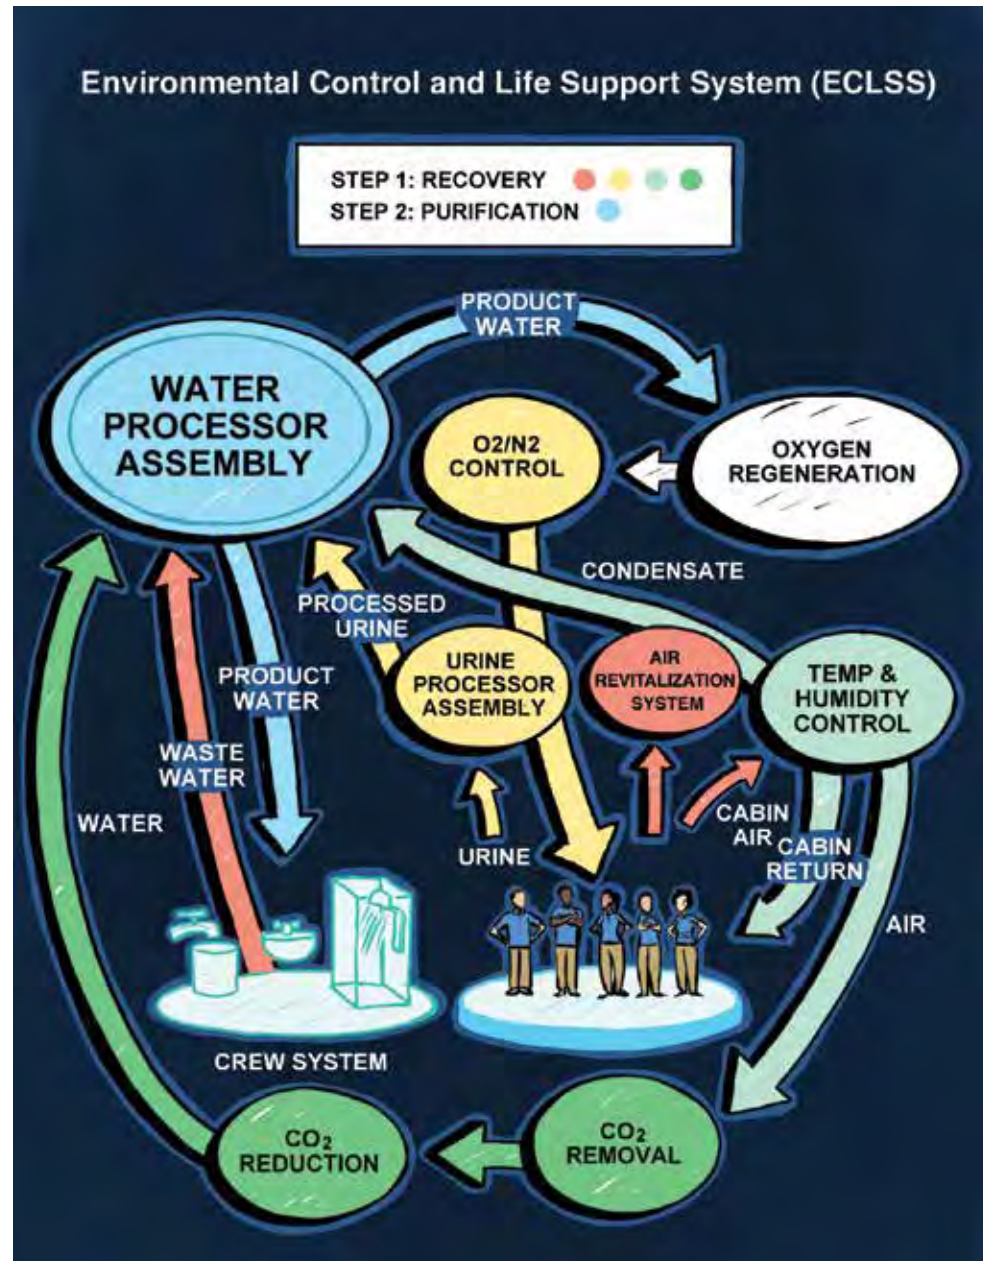 Environmental Control and Life Support System (ECLSS)
STEP 1: RECOVERY
STEP 2: PURIFICATION
PRODUCT
WATER
WATER
PROCESSOR
ASSEMBLY
O2/N2
CONTROL
OXYGEN
REGENERATION
CONDENSATE
PROCESSED
URINE
URINE
PROCESSOR
ASSEMBLY
AIR
REVITALIZATION
SYSTEM
TEMP &
HUMIDITY
CONTROL
PRODUCT
WATER
WASTE
WATER
WATER
URINE
CABIN
AIR
CABIN
RETURN
AIR
CREW SYSTEM
CO₂
REDUCTION
CO₂
REMOVAL